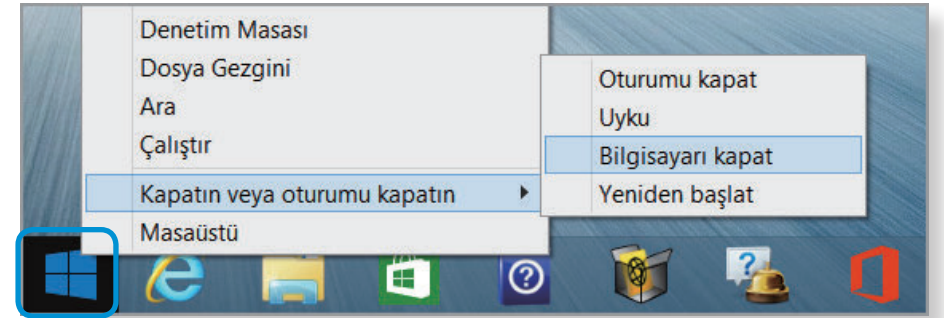 Denetim Masası
Dosya Gezgini
Ara
Çalıştır
Kapatın veya oturumu kapatın
Masaüstü
Oturumu kapat
Uyku
Bilgisayarı kapat
Yeniden başlat